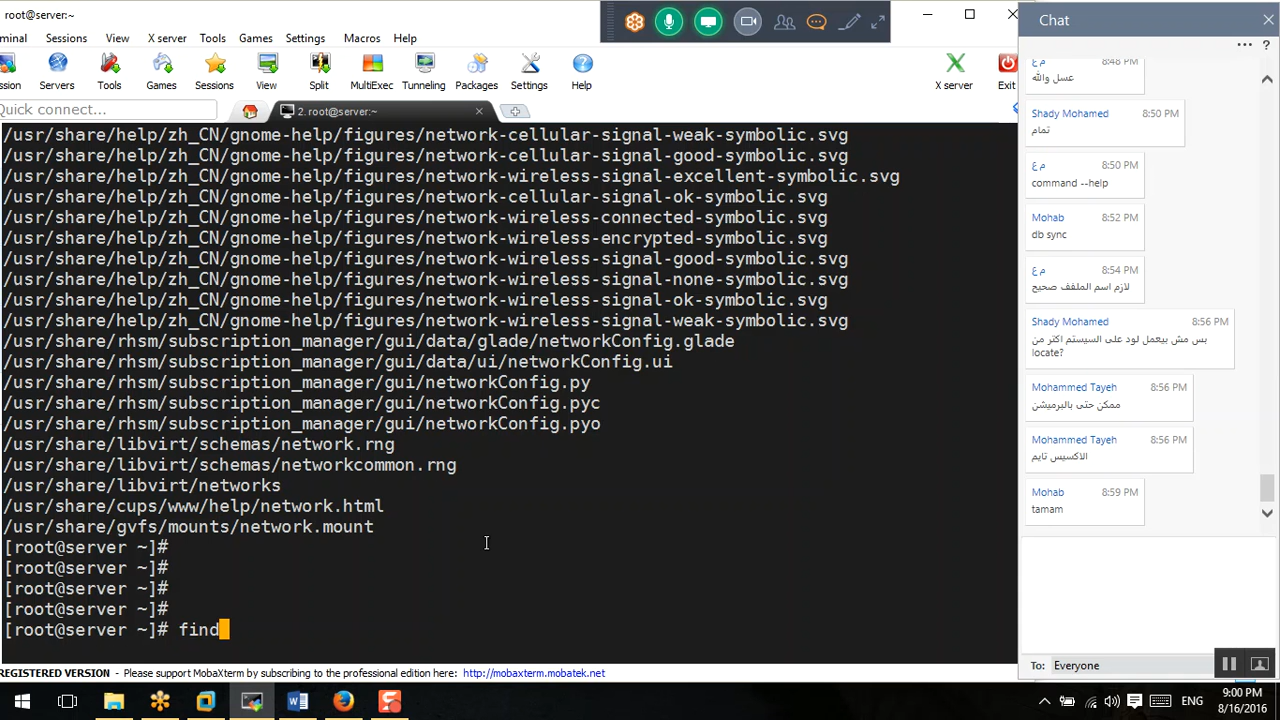 root@server:~
minal Sessions View X server Tools Games Settings Macros Help
ssion Servers Tools Games Sessions View Split MultiExec Tunneling Packages Settings Help X server Exit
Quick connect...
2. root@server:~
/usr/share/help/zh_CN/gnome-help/figures/network-cellular-signal-weak-symbolic.svg
/usr/share/help/zh_CN/gnome-help/figures/network-cellular-signal-good-symbolic.svg
/usr/share/help/zh_CN/gnome-help/figures/network-wireless-signal-excellent-symbolic.svg
/usr/share/help/zh_CN/gnome-help/figures/network-cellular-signal-ok-symbolic.svg
/usr/share/help/zh_CN/gnome-help/figures/network-wireless-connected-symbolic.svg
/usr/share/help/zh_CN/gnome-help/figures/network-wireless-encrypted-symbolic.svg
/usr/share/help/zh_CN/gnome-help/figures/network-wireless-signal-good-symbolic.svg
/usr/share/help/zh_CN/gnome-help/figures/network-wireless-signal-none-symbolic.svg
/usr/share/help/zh_CN/gnome-help/figures/network-wireless-signal-ok-symbolic.svg
/usr/share/help/zh_CN/gnome-help/figures/network-wireless-signal-weak-symbolic.svg
/usr/share/rhsm/subscription_manager/gui/data/glade/networkConfig.glade
/usr/share/rhsm/subscription_manager/gui/data/ui/networkConfig.ui
/usr/share/rhsm/subscription_manager/gui/networkConfig.py
/usr/share/rhsm/subscription_manager/gui/networkConfig.pyc
/usr/share/rhsm/subscription_manager/gui/networkConfig.pyo
/usr/share/libvirt/schemas/network.rng
/usr/share/libvirt/schemas/networkcommon.rng
/usr/share/libvirt/networks
/usr/share/cups/www/help/network.html
/usr/share/gvfs/mounts/network.mount
[root@server ~]#
[root@server ~]#
[root@server ~]#
[root@server ~]#
[root@server ~]# find
REGISTERED VERSION - Please support MobaXterm by subscribing to the professional edition here: http://mobaxterm.mobatek.net
Chat
?
م ع 8:48 PM
عسل والله
Shady Mohamed 8:50 PM
تمام
م ع 8:50 PM
command --help
Mohab 8:52 PM
db sync
م ع 8:54 PM
لازم اسم الملفف صحيح
Shady Mohamed 8:56 PM
بس مش بيعمل لود على السيستم اكتر من
locate?
Mohammed Tayeh 8:56 PM
ممكن حتى بالبرميشن
Mohammed Tayeh 8:56 PM
الاكسيس تايم
Mohab 8:59 PM
tamam
To: Everyone
ENG
9:00 PM
8/16/2016